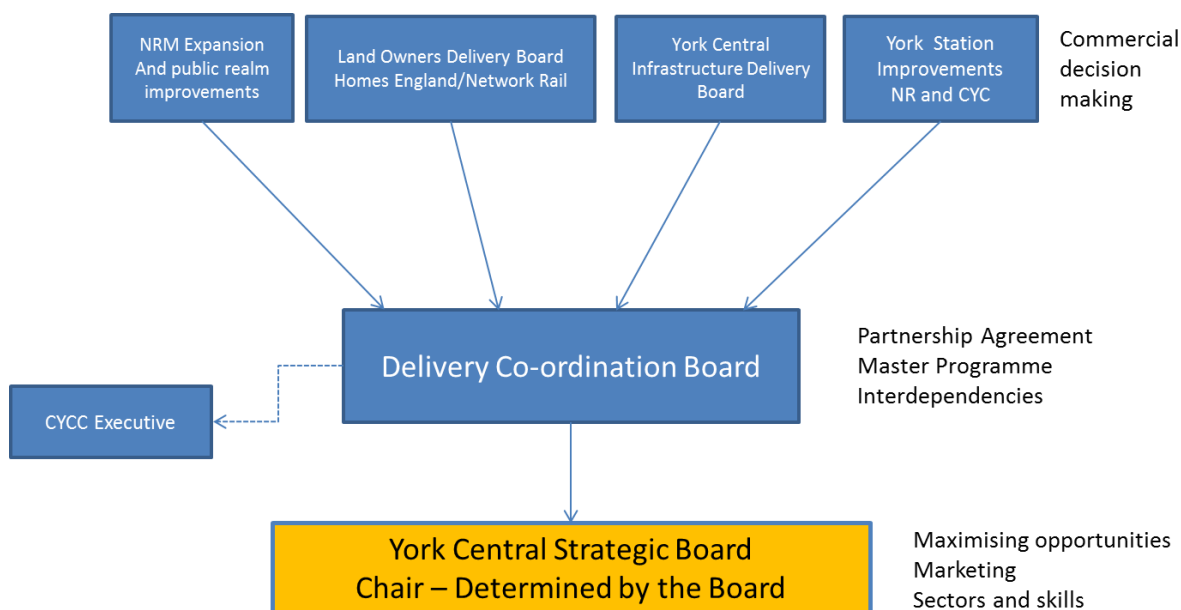 NRM Expansion
And public realm
improvements
Land Owners Delivery Board
Homes England/Network Rail
York Central
Infrastructure Delivery
Board
York Station
Improvements
NR and CYC
Commercial
decision
making
Delivery Co-ordination Board
Partnership Agreement
Master Programme
Interdependencies
CYCC Executive
York Central Strategic Board
Chair – Determined by the Board
Maximising opportunities
Marketing
Sectors and skills